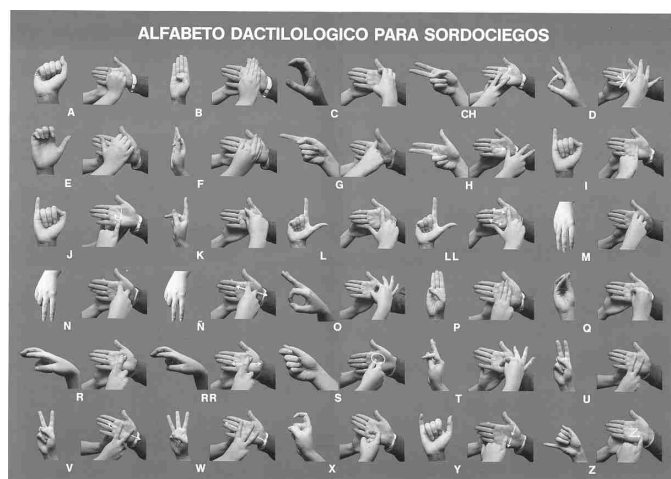 ALFABETO DACTILOLOGICO PARA SORDOCIEGOS
A B C CH D
E F G H I
J K L LL M
N Ñ O P Q
R RR S T U
V W X Y Z